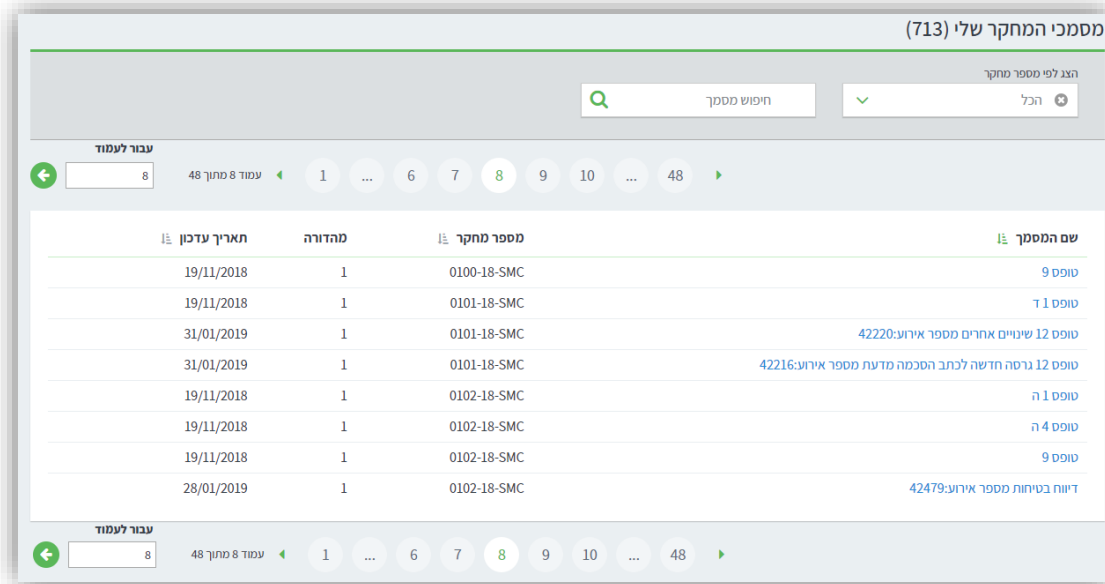 מסמכי המחקר שלי (713)
הצג לפי מספר מחקר
הכל חיפוש מסמך
עבור לעמוד
48 ... 10 9 8 7 6 ... 1 עמוד 8 מתוך 48 8
שם המסמך מספר מחקר מהדורה תאריך עדכון
טופס 9 0100-18-SMC 1 19/11/2018
טופס 1 ד 0101-18-SMC 1 19/11/2018
טופס 12 שינויים אחרים מספר אירוע:42220 0101-18-SMC 1 31/01/2019
טופס 12 גרסה חדשה לכתב הסכמה מדעת מספר אירוע:42216 0101-18-SMC 1 31/01/2019
טופס 1 ה 0102-18-SMC 1 19/11/2018
טופס 4 ה 0102-18-SMC 1 19/11/2018
טופס 9 0102-18-SMC 1 19/11/2018
דיווח בטיחות מספר אירוע:42479 0102-18-SMC 1 28/01/2019
עבור לעמוד
48 ... 10 9 8 7 6 ... 1 עמוד 8 מתוך 48 8